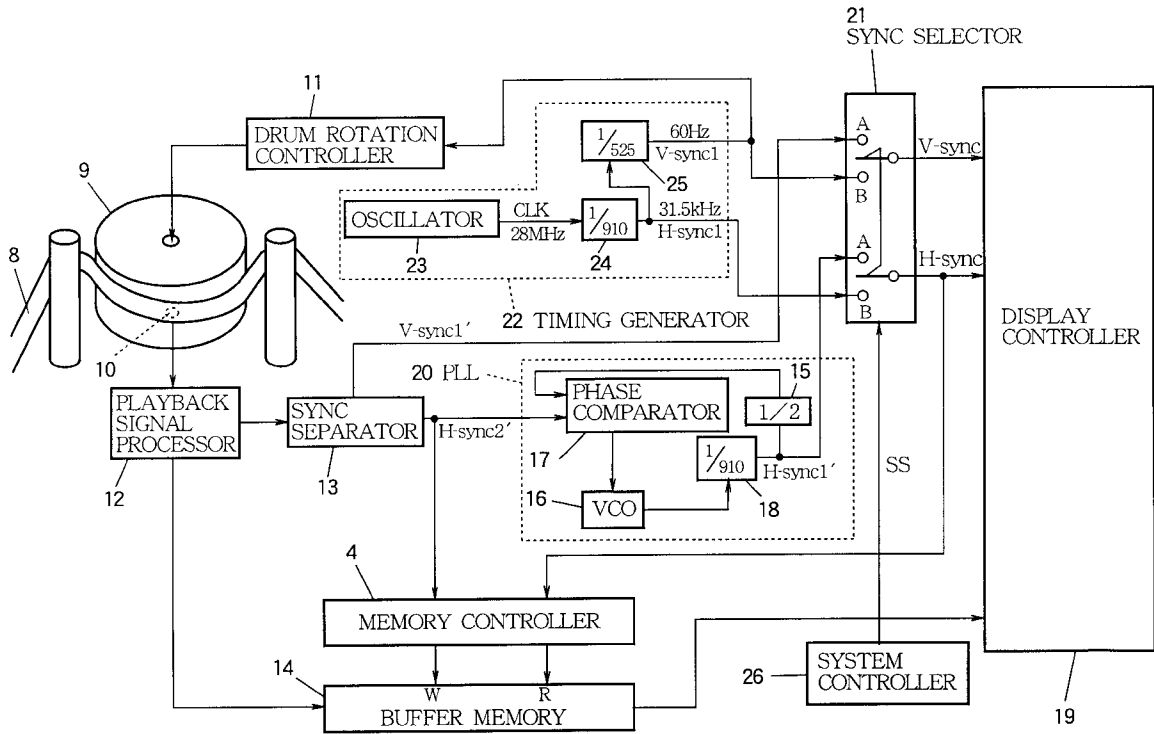 21
SYNC SELECTOR
11
DRUM ROTATION
CONTROLLER
9
8
10
OSCILLATOR
23
CLK
28MHz
1/910
24
1/525
25
60Hz
V-sync1
31.5kHz
H-sync1
22 TIMING GENERATOR
A
B
A
B
V-sync
H-sync
DISPLAY
CONTROLLER
19
V-sync1′
PLAYBACK
SIGNAL
PROCESSOR
12
SYNC
SEPARATOR
13
H-sync2′
20 PLL
PHASE
COMPARATOR
17
15
1/2
1/910
18
H-sync1′
16
VCO
SS
4
MEMORY CONTROLLER
14
W
R
BUFFER MEMORY
26
SYSTEM
CONTROLLER